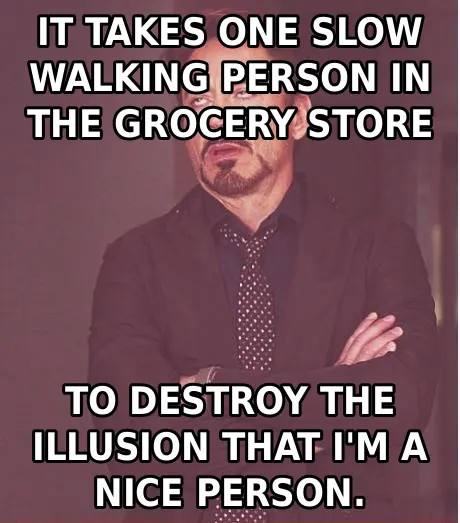 IT TAKES ONE SLOW
WALKING PERSON IN
THE GROCERY STORE
TO DESTROY THE
ILLUSION THAT I'M A
NICE PERSON.